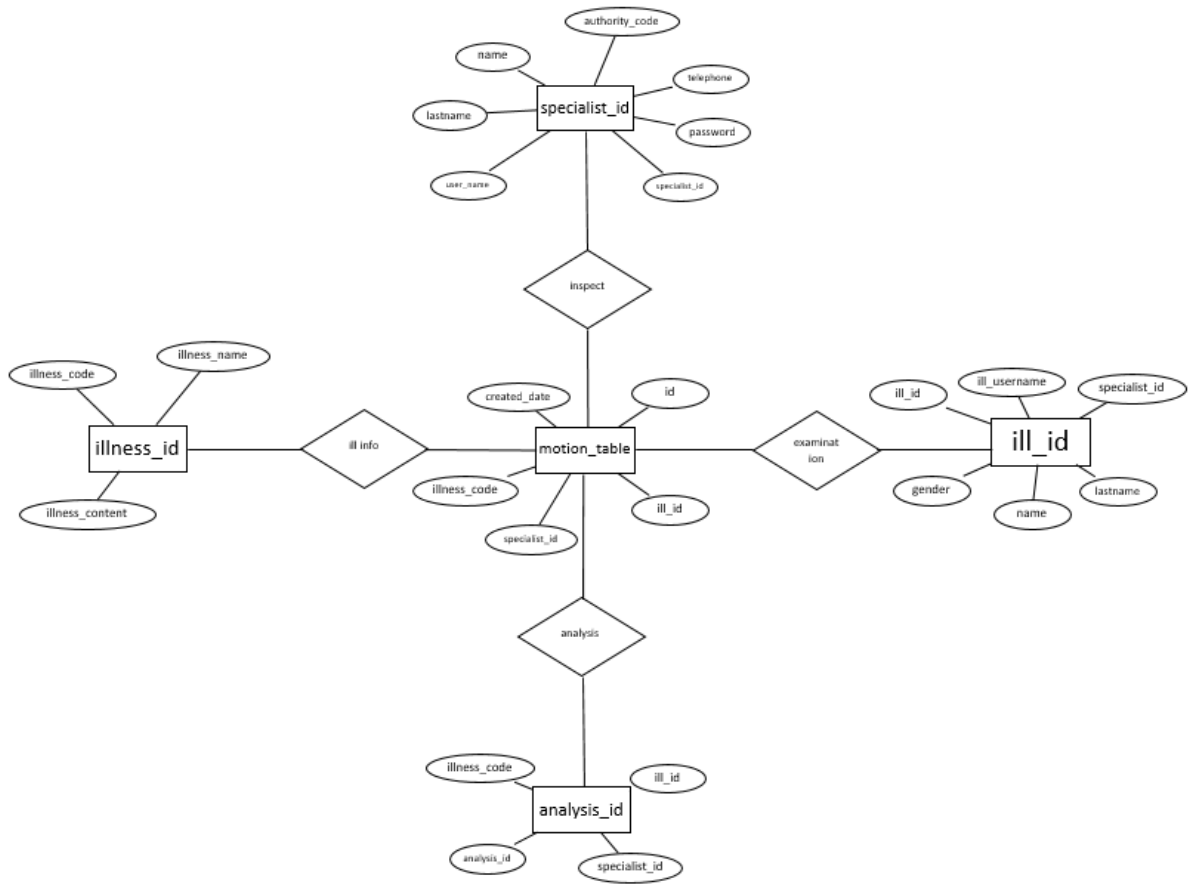 authority_code
name
telephone
specialist_id
lastname
password
user_name
specialist_id
inspect
illness_name
illness_code
illness_id
illness_content
ill info
created_date
id
motion_table
illness_code
ill_id
specialist_id
examinat
ion
ill_id
ill_username
specialist_id
ill_id
gender
name
lastname
analysis
illness_code
ill_id
analysis_id
analysis_id
specialist_id